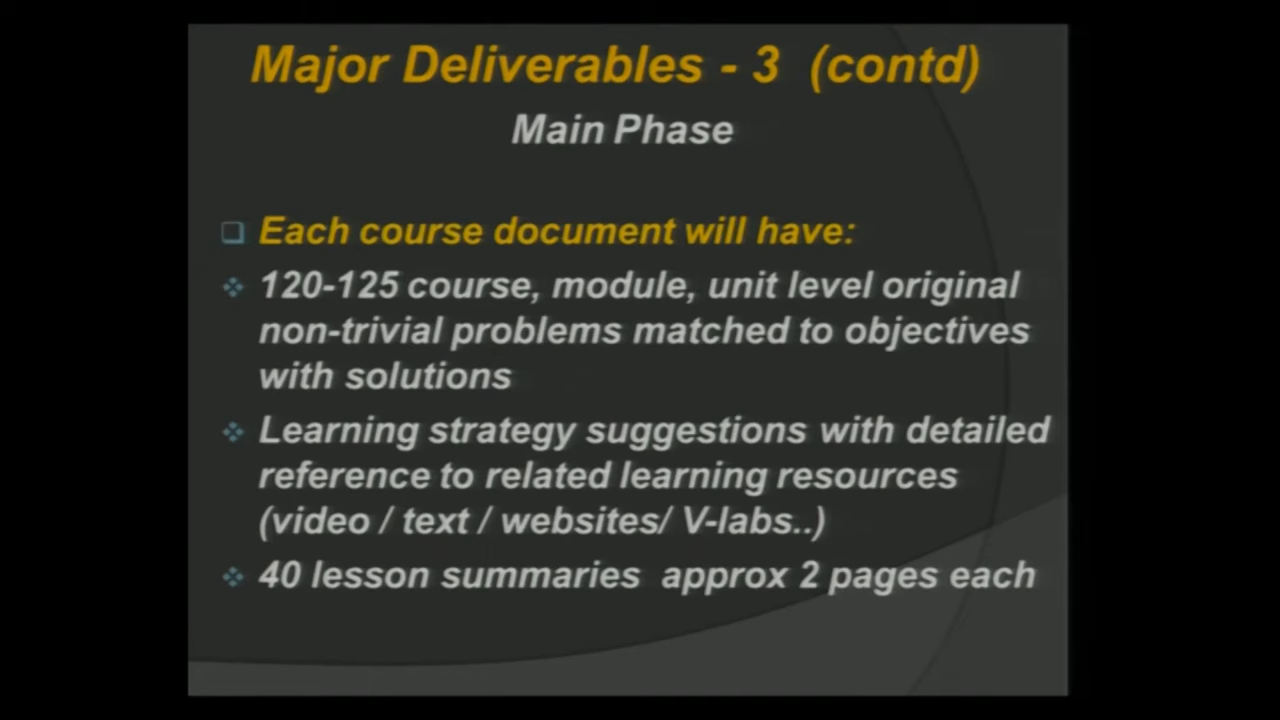 Major Deliverables - 3 (contd)
Main Phase
Each course document will have:
120-125 course, module, unit level original
non-trivial problems matched to objectives
with solutions
Learning strategy suggestions with detailed
reference to related learning resources
(video / text / websites/ V-labs..)
40 lesson summaries approx 2 pages each